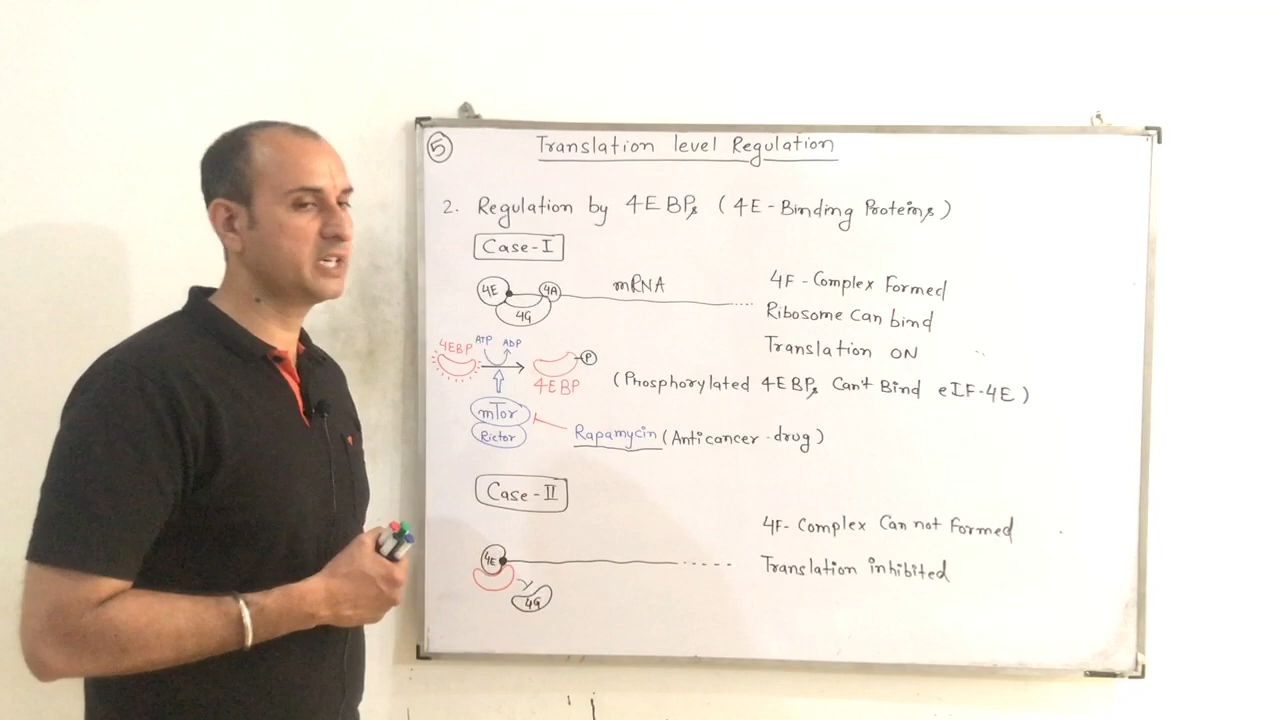 5
Translation level Regulation
2. Regulation by 4EBPs (4E-Binding Proteins)
Case-I
4E 4A mRNA
4G
4F-Complex Formed
Ribosome Can bind
Translation ON
4EBP ATP ADP P
4EBP
(Phosphorylated 4EBPs Can't Bind eIF-4E)
mTor
Rictor
Rapamycin (Anticancer-drug)
Case-II
4F-Complex Can not Formed
4E
Translation inhibited
4G